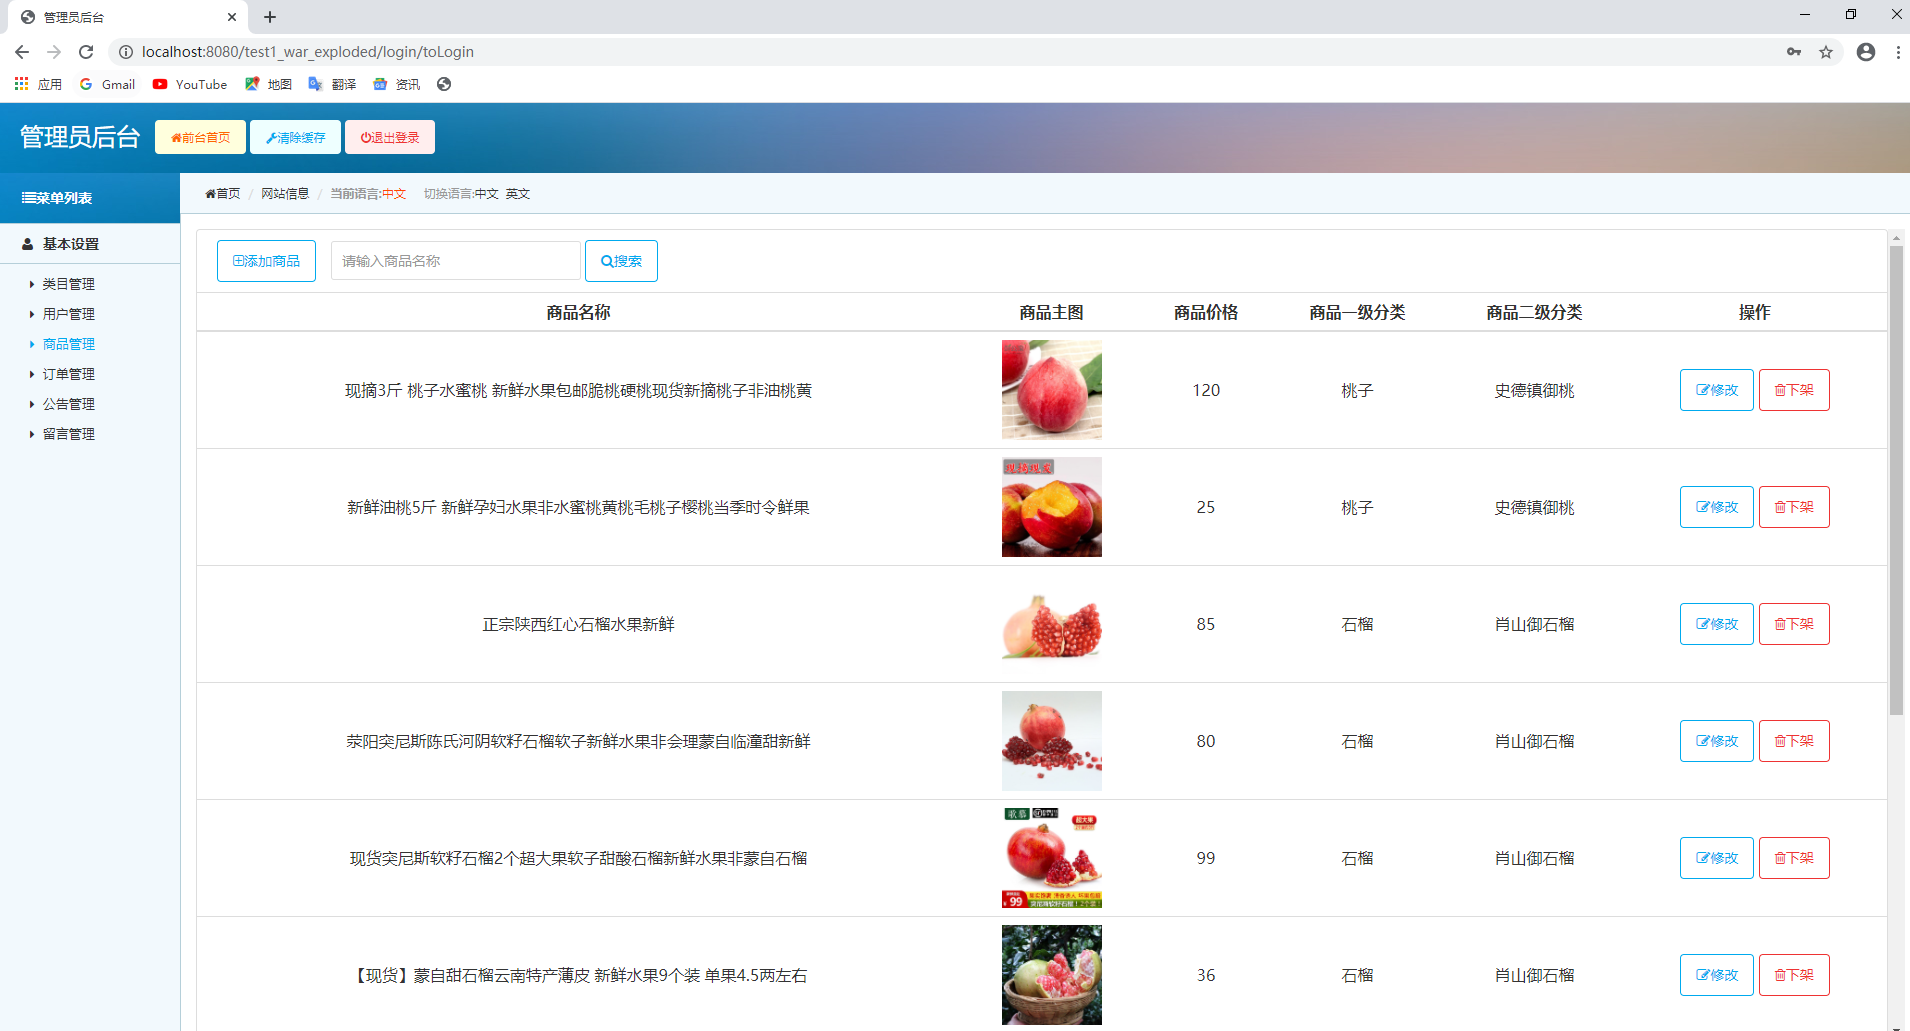 管理员后台
localhost:8080/test1_war_exploded/login/toLogin
应用 Gmail YouTube 地图 翻译 资讯
管理员后台 前台首页 清除缓存 退出登录
菜单列表
首页 / 网站信息 / 当前语言:中文 切换语言:中文 英文
基本设置
类目管理
用户管理
商品管理
订单管理
公告管理
留言管理
添加商品 请输入商品名称 搜索
商品名称 商品主图 商品价格 商品一级分类 商品二级分类 操作
现摘3斤 桃子水蜜桃 新鲜水果包邮脆桃硬桃现货新摘桃子非油桃黄 120 桃子 史德镇御桃 修改 下架
现摘现发
新鲜油桃5斤 新鲜孕妇水果非水蜜桃黄桃毛桃子樱桃当季时令鲜果 25 桃子 史德镇御桃 修改 下架
正宗陕西红心石榴水果新鲜 85 石榴 肖山御石榴 修改 下架
荥阳突尼斯陈氏河阴软籽石榴软子新鲜水果非会理蒙自临潼甜新鲜 80 石榴 肖山御石榴 修改 下架
歌慕
超大果
现货突尼斯软籽石榴2个超大果软子甜酸石榴新鲜水果非蒙自石榴 99 石榴 肖山御石榴 修改 下架
99
【现货】蒙自甜石榴云南特产薄皮 新鲜水果9个装 单果4.5两左右 36 石榴 肖山御石榴 修改 下架